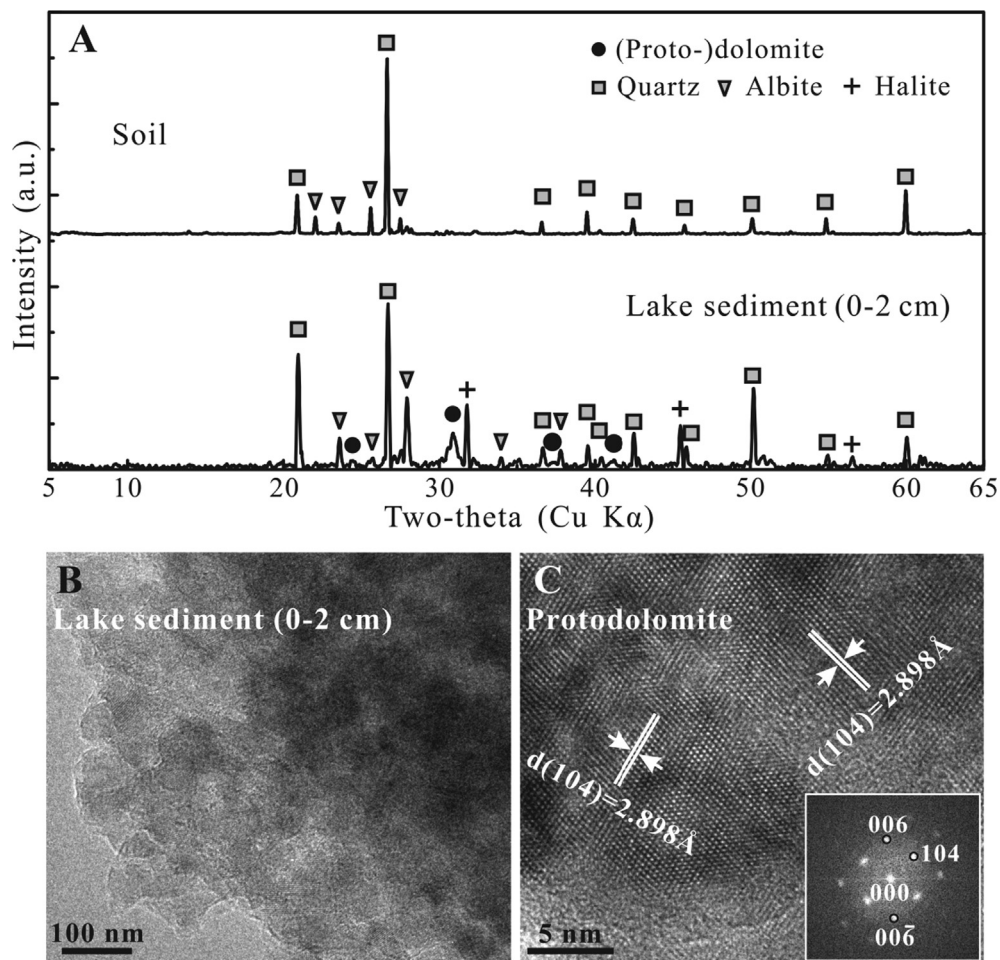 A
(Proto-)dolomite
Quartz Albite Halite
Soil
Lake sediment (0-2 cm)
Intensity (a.u.)
5 10 20 30 40 50 60 65
Two-theta (Cu Kα)
B
Lake sediment (0-2 cm)
100 nm
C
Protodolomite
d(104)=2.898Å
d(104)=2.898Å
006
104
000
006̄
5 nm